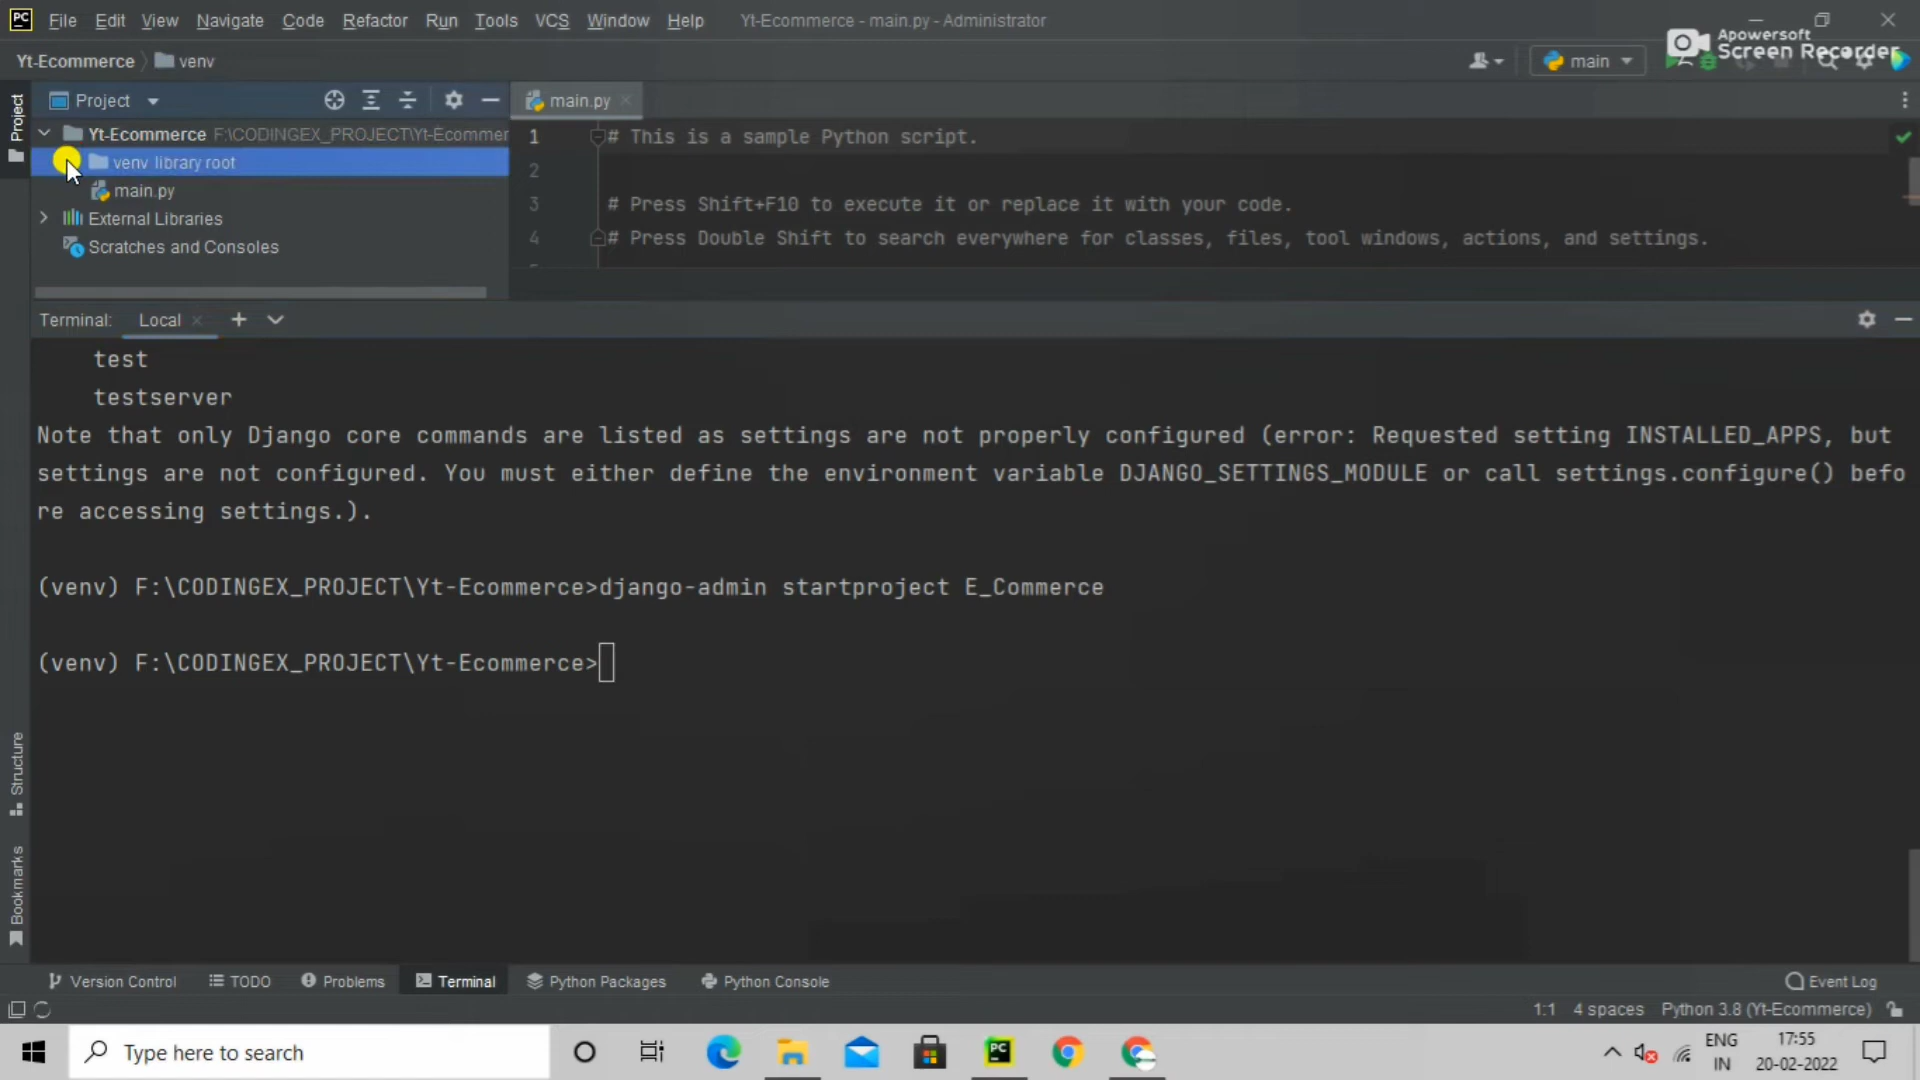 PC File Edit View Navigate Code Refactor Run Tools VCS Window Help Yt-Ecommerce - main.py - Administrator
Apowersoft
Screen Recorder
Yt-Ecommerce venv main
Project main.py
Project
Yt-Ecommerce F:\CODINGEX_PROJECT\Yt-Ecommer
venv library root
main.py
External Libraries
Scratches and Consoles
1 # This is a sample Python script.
2
3 # Press Shift+F10 to execute it or replace it with your code.
4 # Press Double Shift to search everywhere for classes, files, tool windows, actions, and settings.
Terminal: Local
test
testserver
Note that only Django core commands are listed as settings are not properly configured (error: Requested setting INSTALLED_APPS, but
settings are not configured. You must either define the environment variable DJANGO_SETTINGS_MODULE or call settings.configure() befo
re accessing settings.).
(venv) F:\CODINGEX_PROJECT\Yt-Ecommerce>django-admin startproject E_Commerce
(venv) F:\CODINGEX_PROJECT\Yt-Ecommerce>
Structure
Bookmarks
Version Control TODO Problems Terminal Python Packages Python Console Event Log
1:1 4 spaces Python 3.8 (Yt-Ecommerce)
Type here to search
PC
ENG
IN
17:55
20-02-2022